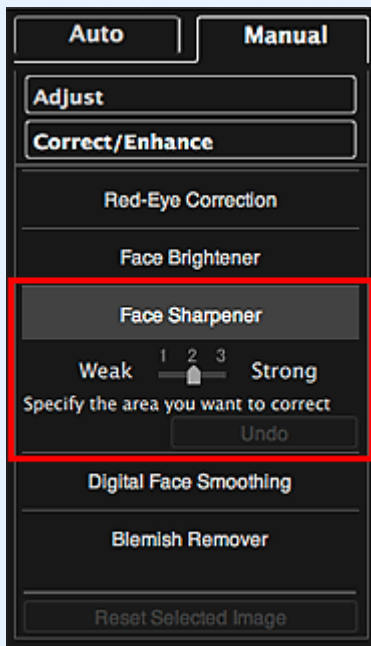 Auto Manual
Adjust
Correct/Enhance
Red-Eye Correction
Face Brightener
Face Sharpener
1 2 3
Weak Strong
Specify the area you want to correct
Undo
Digital Face Smoothing
Blemish Remover
Reset Selected Image